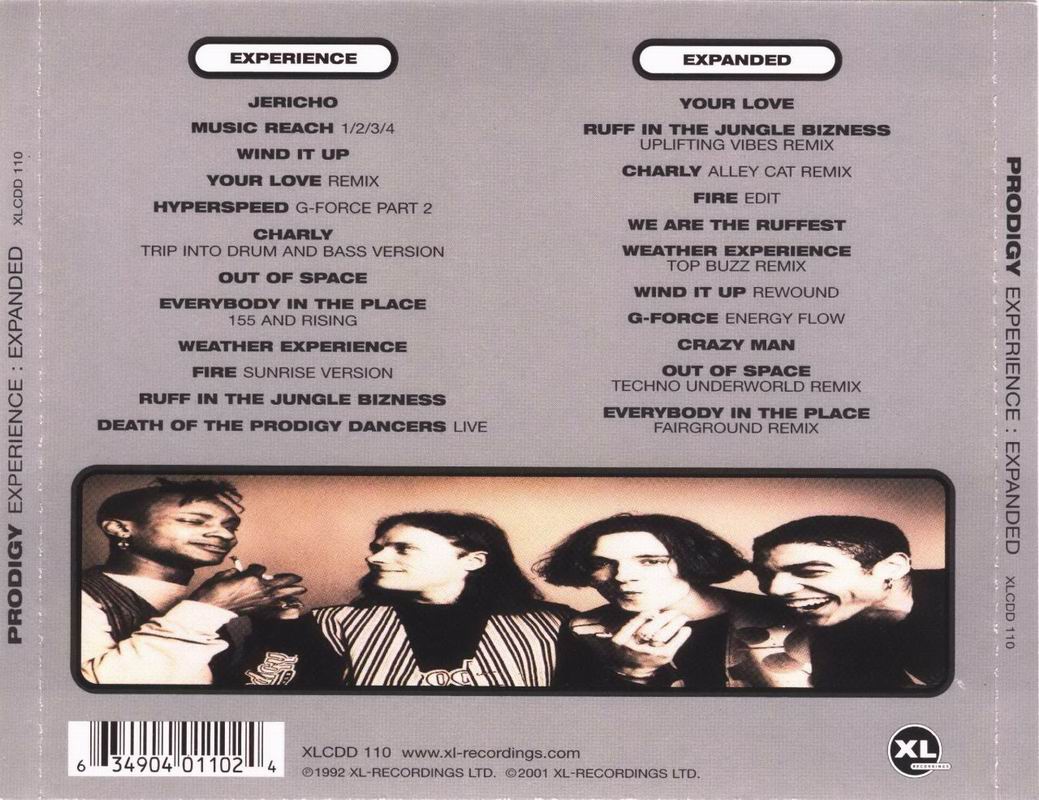 EXPERIENCE
JERICHO
MUSIC REACH 1/2/3/4
WIND IT UP
YOUR LOVE REMIX
HYPERSPEED G-FORCE PART 2
CHARLY
TRIP INTO DRUM AND BASS VERSION
OUT OF SPACE
EVERYBODY IN THE PLACE
155 AND RISING
WEATHER EXPERIENCE
FIRE SUNRISE VERSION
RUFF IN THE JUNGLE BIZNESS
DEATH OF THE PRODIGY DANCERS LIVE
EXPANDED
YOUR LOVE
RUFF IN THE JUNGLE BIZNESS
UPLIFTING VIBES REMIX
CHARLY ALLEY CAT REMIX
FIRE EDIT
WE ARE THE RUFFEST
WEATHER EXPERIENCE
TOP BUZZ REMIX
WIND IT UP REWOUND
G-FORCE ENERGY FLOW
CRAZY MAN
OUT OF SPACE
TECHNO UNDERWORLD REMIX
EVERYBODY IN THE PLACE
FAIRGROUND REMIX
PRODIGY EXPERIENCE : EXPANDED XLCDD 110
PRODIGY EXPERIENCE : EXPANDED XLCDD 110
6 34904 01102 4
XLCDD 110 www.xl-recordings.com
℗1992 XL-RECORDINGS LTD. ©2001 XL-RECORDINGS LTD.
XL
RECORDINGS